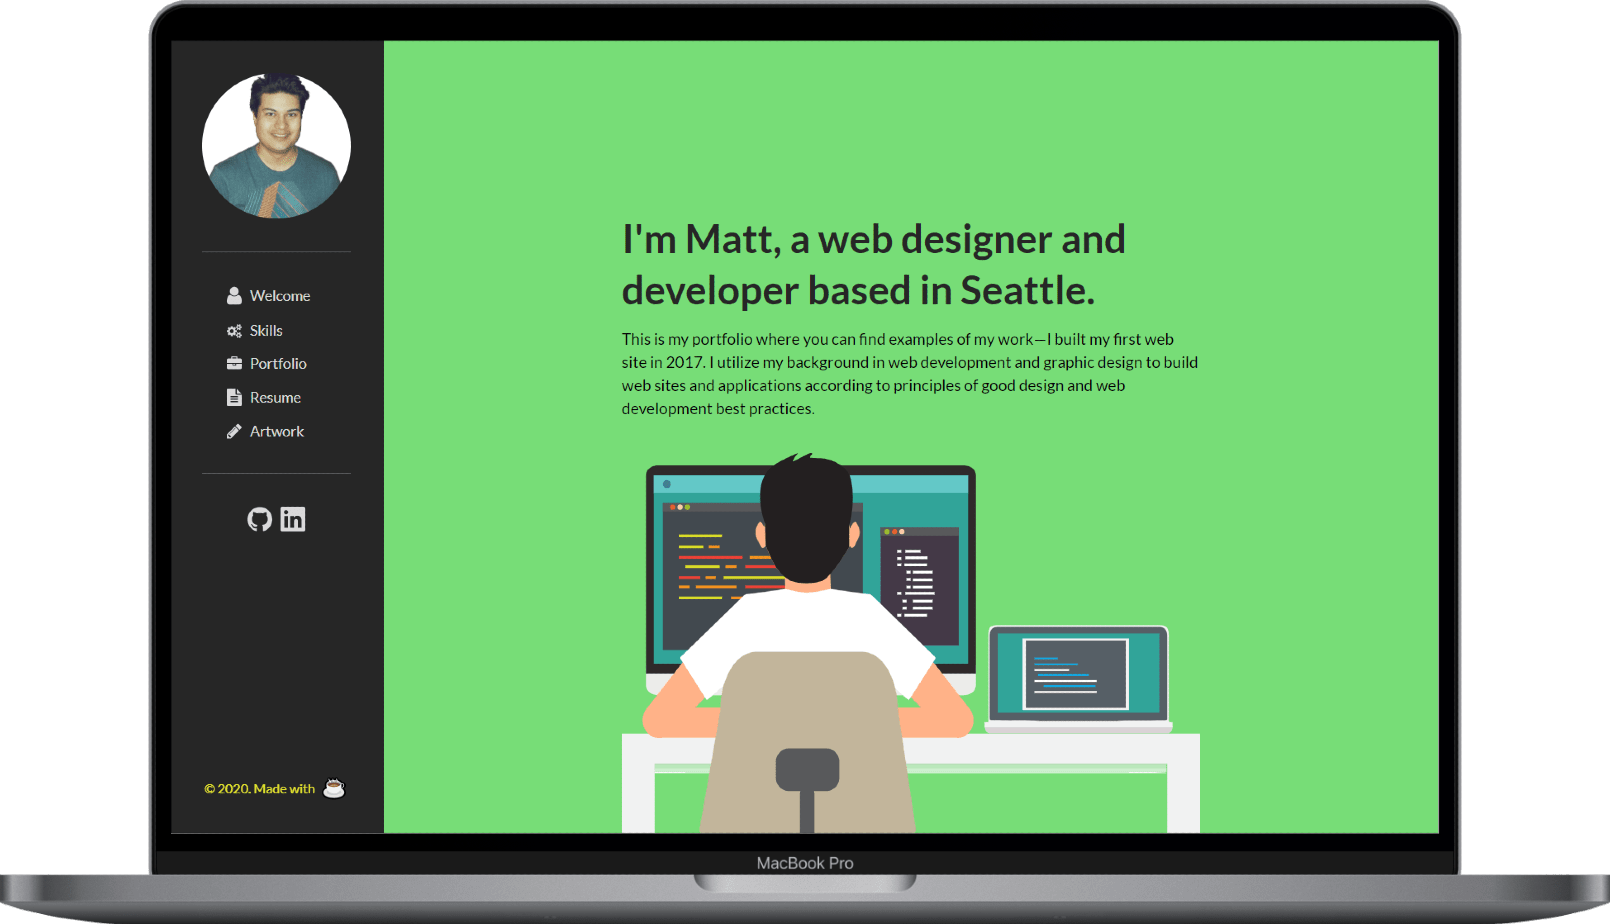 Welcome
Skills
Portfolio
Resume
Artwork
in
© 2020. Made with
I'm Matt, a web designer and
developer based in Seattle.
This is my portfolio where you can find examples of my work—I built my first web
site in 2017. I utilize my background in web development and graphic design to build
web sites and applications according to principles of good design and web
development best practices.
MacBook Pro